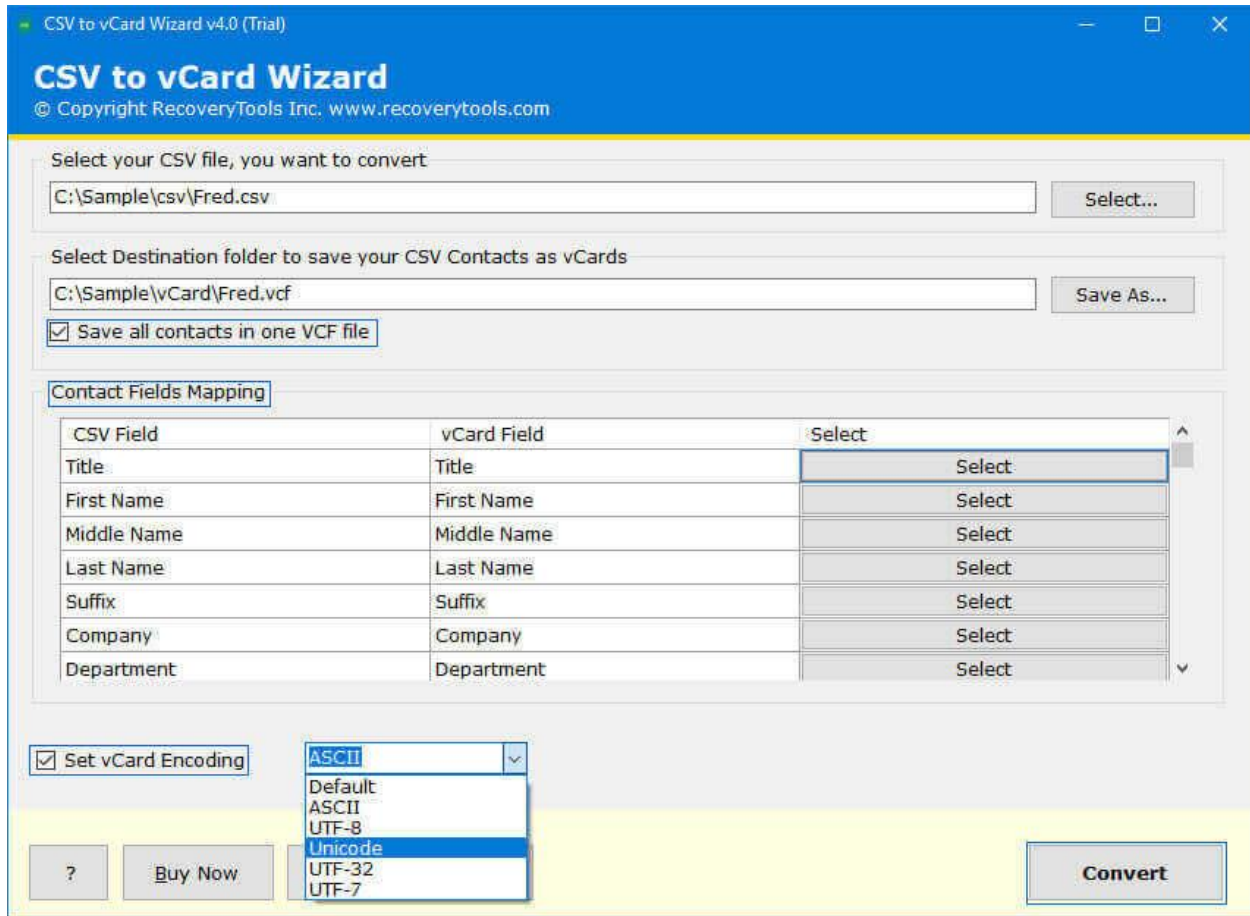 CSV to vCard Wizard v4.0 (Trial)
CSV to vCard Wizard
© Copyright RecoveryTools Inc. www.recoverytools.com
Select your CSV file, you want to convert
C:\Sample\csv\Fred.csv
Select...
Select Destination folder to save your CSV Contacts as vCards
C:\Sample\vCard\Fred.vcf
Save As...
Save all contacts in one VCF file
Contact Fields Mapping
CSV Field vCard Field Select
Title Title Select
First Name First Name Select
Middle Name Middle Name Select
Last Name Last Name Select
Suffix Suffix Select
Company Company Select
Department Department Select
Set vCard Encoding ASCII
Default
ASCII
UTF-8
Unicode
UTF-32
UTF-7
? Buy Now Convert